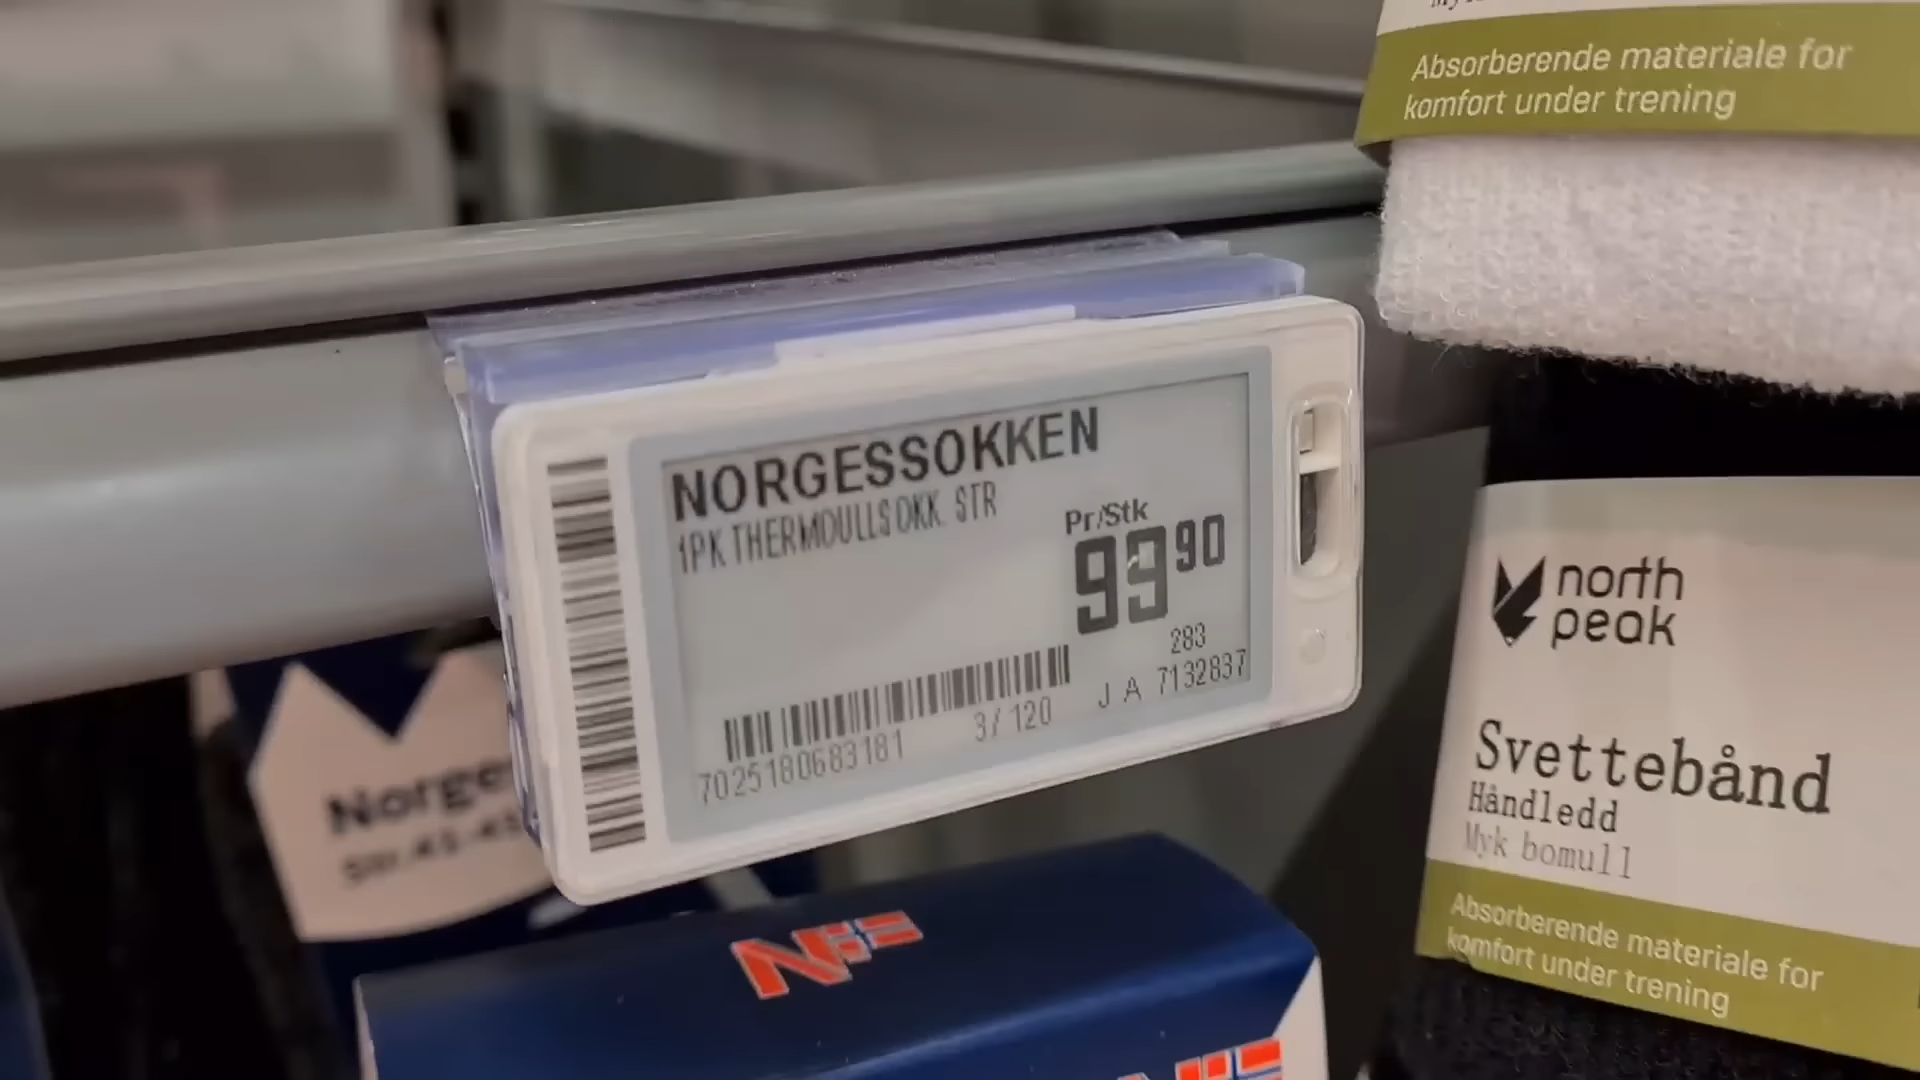 Absorberende materiale for
komfort under trening
NORGESSOKKEN
1PK THERMOULLSOKK. STR
Pr/Stk
99 90
283
3/ 120
J A 7132837
7025180683181
north
peak
Svettebånd
Håndledd
Myk bomull
Absorberende materiale for
komfort under trening
Norge